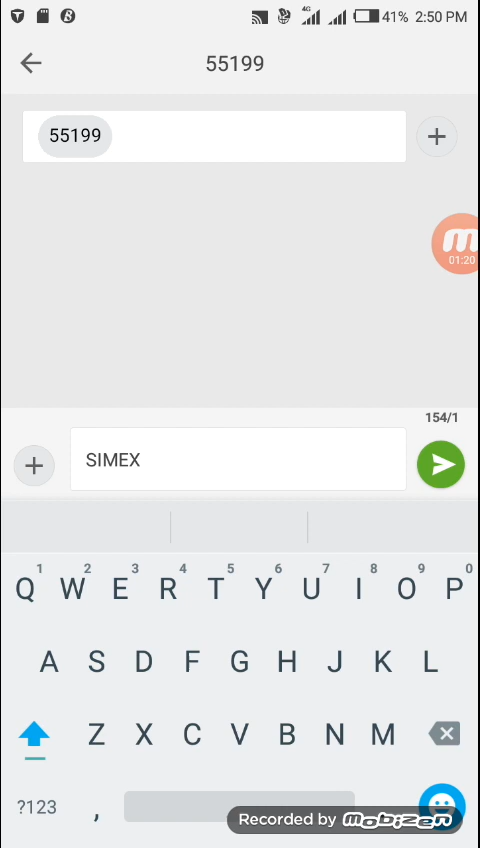 4G 41% 2:50 PM
55199
55199
m
01:20
154/1
SIMEX
1 2 3 4 5 6 7 8 9 0
Q W E R T Y U I O P
A S D F G H J K L
Z X C V B N M
?123 ,
Recorded by mobizen